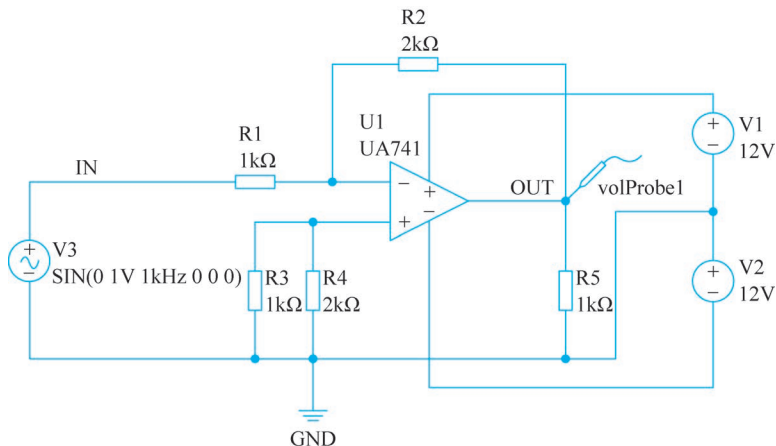 R2
2kΩ
U1
UA741
R1
1kΩ
IN
V1
12V
OUT
volProbe1
V3
SIN(0 1V 1kHz 0 0 0)
R3
1kΩ
R4
2kΩ
R5
1kΩ
V2
12V
GND